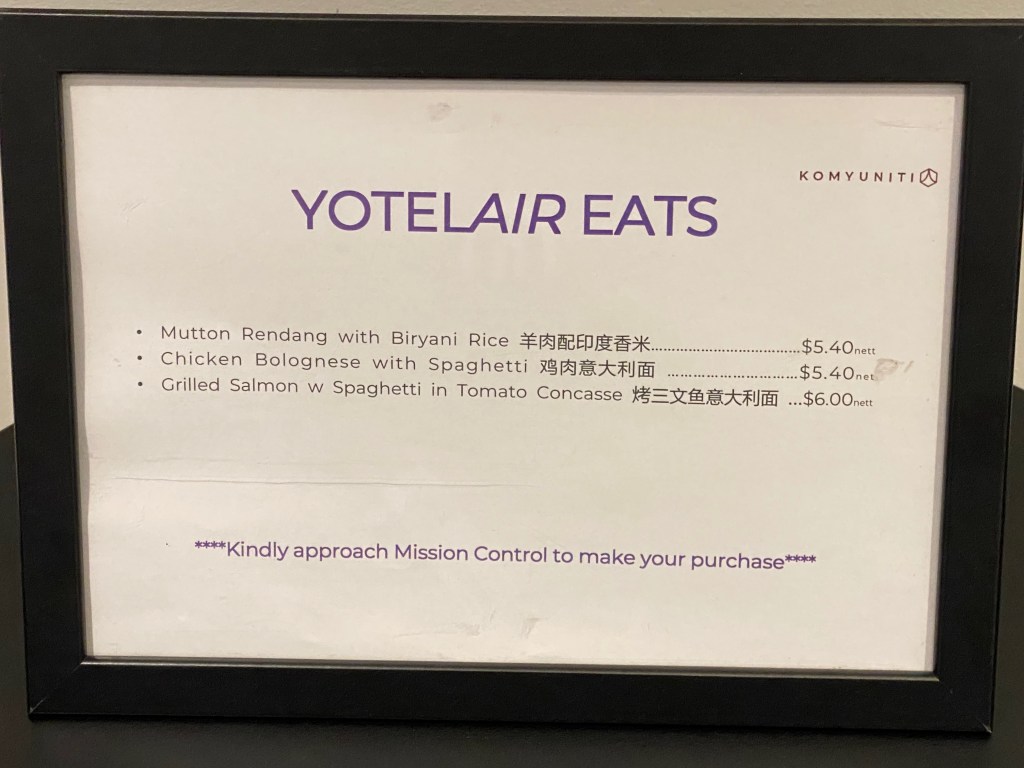 KOMYUNITI
YOTELAIR EATS
• Mutton Rendang with Biryani Rice 羊肉配印度香米....................................$5.40nett
• Chicken Bolognese with Spaghetti 鸡肉意大利面 ............................$5.40net
• Grilled Salmon w Spaghetti in Tomato Concasse 烤三文鱼意大利面 ...$6.00nett
****Kindly approach Mission Control to make your purchase****